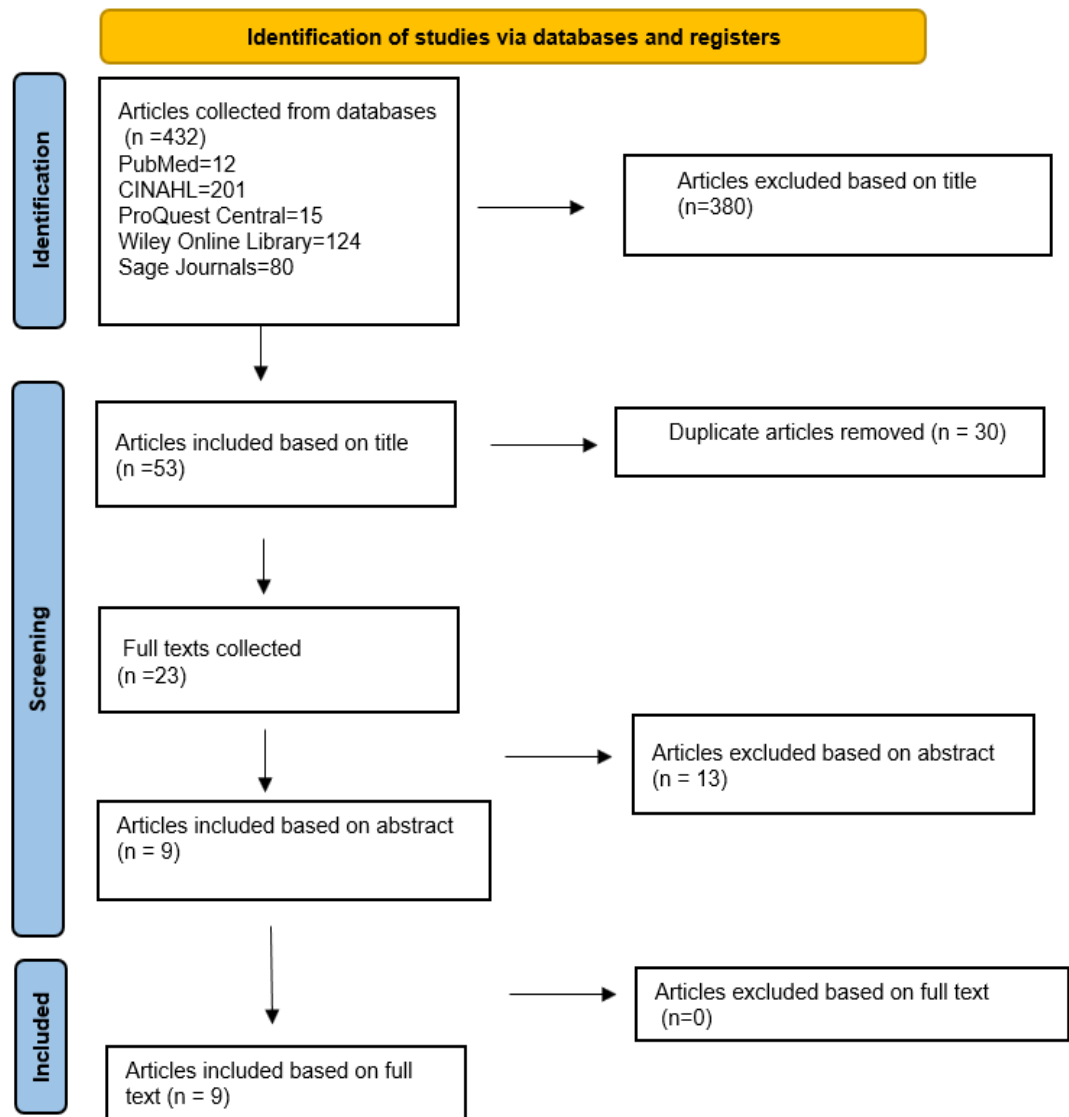 Identification of studies via databases and registers
Identification
Articles collected from databases
(n =432)
PubMed=12
CINAHL=201
ProQuest Central=15
Wiley Online Library=124
Sage Journals=80
Articles excluded based on title
(n=380)
Screening
Articles included based on title
(n =53)
Duplicate articles removed (n = 30)
Full texts collected
(n =23)
Articles excluded based on abstract
(n = 13)
Articles included based on abstract
(n = 9)
Included
Articles excluded based on full text
(n=0)
Articles included based on full
text (n = 9)